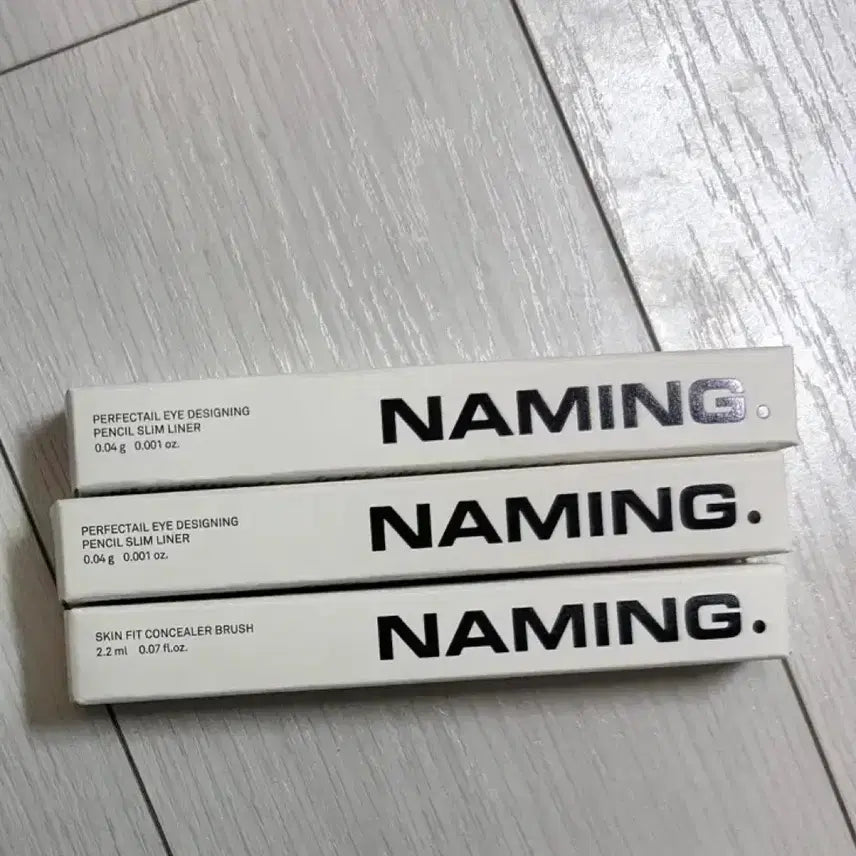 PERFECTAIL EYE DESIGNING
PENCIL SLIM LINER
0.04 g 0.001 oz.
NAMING.
PERFECTAIL EYE DESIGNING
PENCIL SLIM LINER
0.04 g 0.001 oz.
NAMING.
SKIN FIT CONCEALER BRUSH
2.2 ml 0.07 fl.oz.
NAMING.